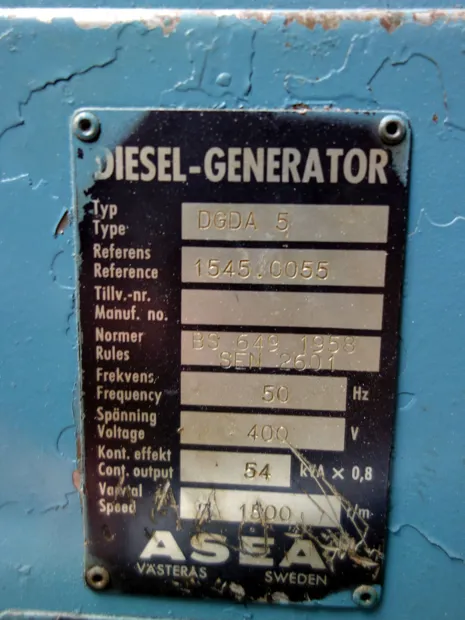 DIESEL-GENERATOR
Typ
Type DGDA 5
Referens
Reference 1545.0055
Tillv.-nr.
Manuf. no.
Normer BS 649 1958
Rules SEN 2601
Frekvens
Frequency 50 Hz
Spänning
Voltage 400 V
Kont. effekt
Cont. output 54 kVA × 0,8
Varvtal
Speed 1500 r/m
ASEA
VÄSTERÅS SWEDEN